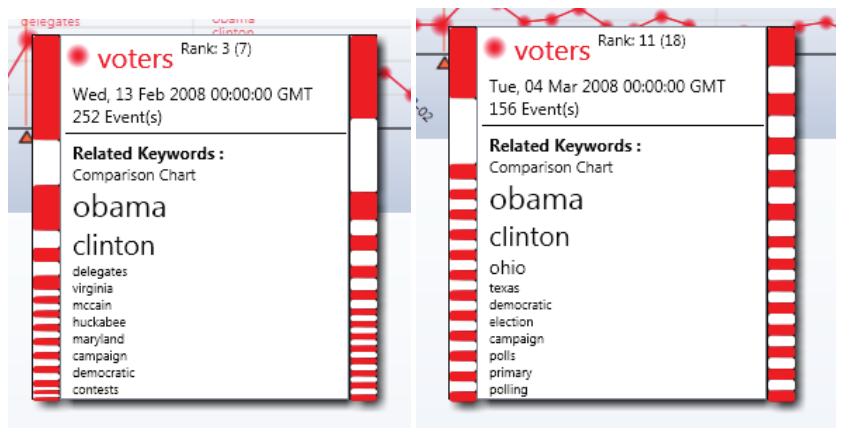 delegates
obama
clinton
voters Rank: 3 (7)
Wed, 13 Feb 2008 00:00:00 GMT
252 Event(s)
Related Keywords :
Comparison Chart
obama
clinton
delegates
virginia
mccain
huckabee
maryland
campaign
democratic
contests
-02
voters Rank: 11 (18)
Tue, 04 Mar 2008 00:00:00 GMT
156 Event(s)
Related Keywords :
Comparison Chart
obama
clinton
ohio
texas
democratic
election
campaign
polls
primary
polling